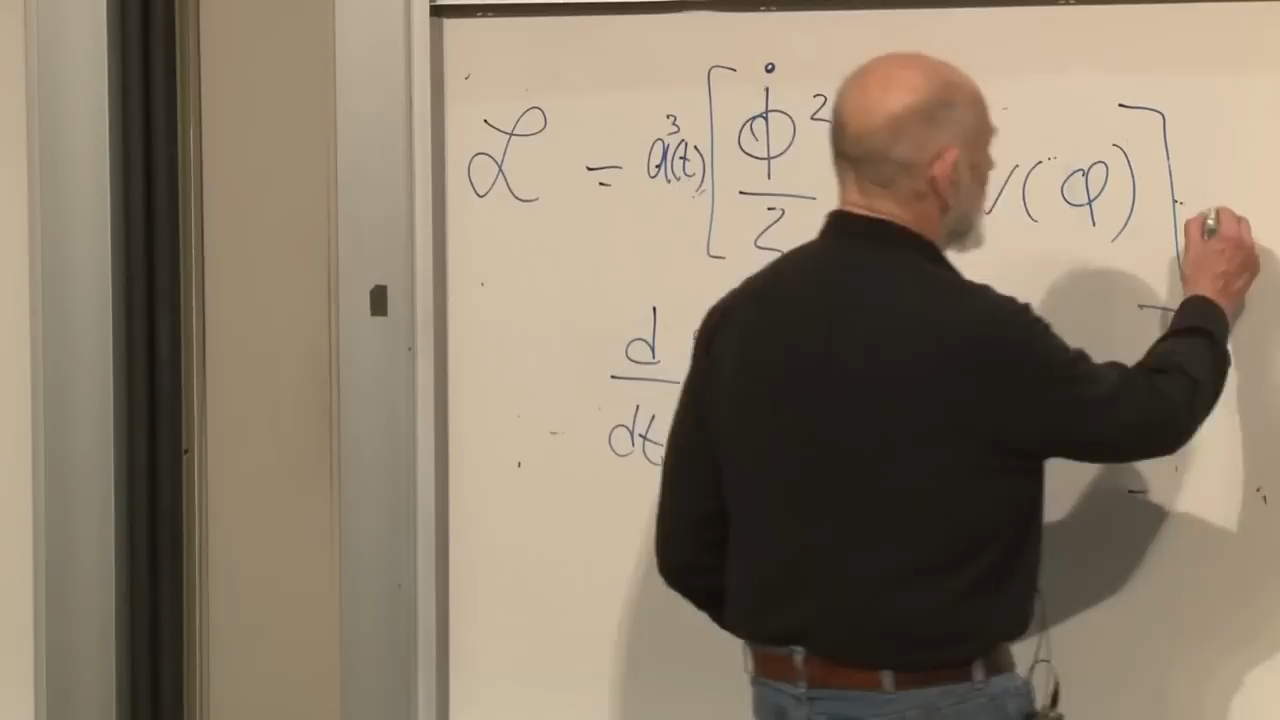 ℒ = a³(t) [ φ̇² / 2 V(φ) ]
d
dt